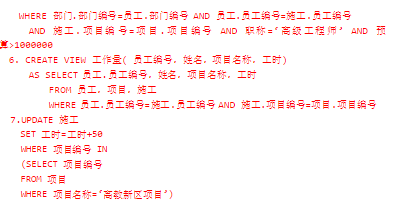 WHERE 部门.部门编号=员工.部门编号 AND 员工.员工编号=施工.员工编号
AND 施工.项目编号=项目.项目编号 AND 职称='高级工程师' AND 预
算>1000000
6. CREATE VIEW 工作量( 员工编号, 姓名, 项目名称, 工时)
AS SELECT 员工.员工编号, 姓名, 项目名称, 工时
FROM 员工, 项目, 施工
WHERE 员工.员工编号=施工.员工编号 AND 施工.项目编号=项目.项目编号
7.UPDATE 施工
SET 工时=工时+50
WHERE 项目编号 IN
(SELECT 项目编号
FROM 项目
WHERE 项目名称='高歌新区项目')